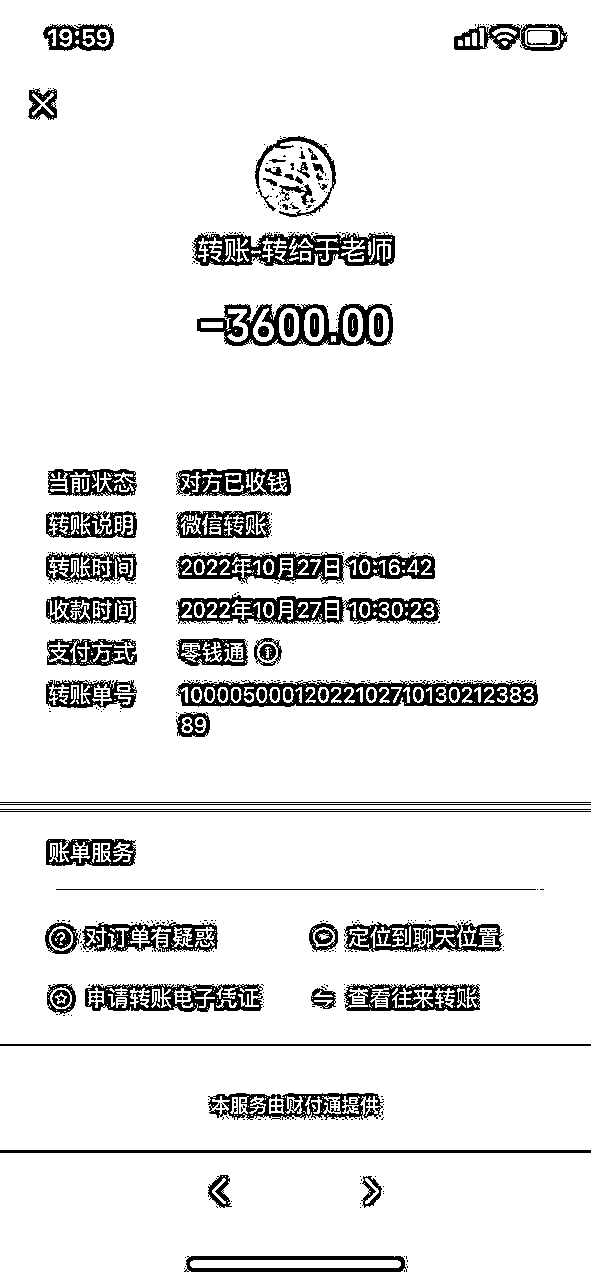 19:59
转账-转给于老师
-3600.00
当前状态 对方已收钱
转账说明 微信转账
转账时间 2022年10月27日 10:16:42
收款时间 2022年10月27日 10:30:23
支付方式 零钱通
转账单号 1000050001202210271013021238389
账单服务
对订单有疑惑 定位到聊天位置
申请转账电子凭证 查看往来转账
本服务由财付通提供